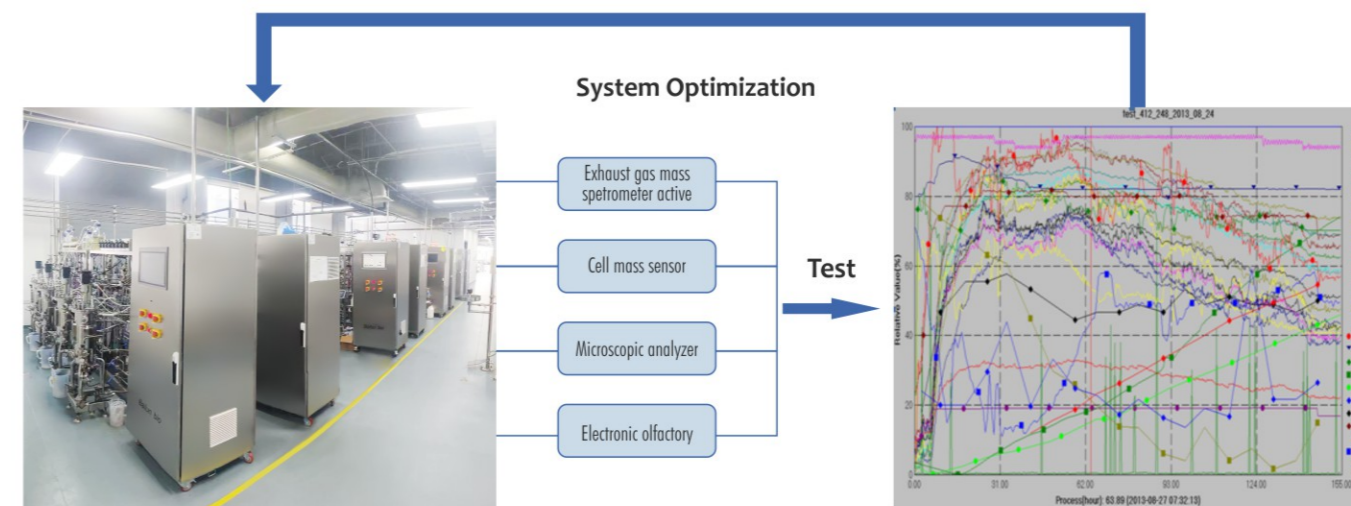 System Optimization
Exhaust gas mass
spetrometer active
Cell mass sensor
Microscopic analyzer
Electronic olfactory
Test
test_412_248_2013_08_24
Relative Value(%)
100
80
60
40
20
0
0.00 31.00 62.00 93.00 124.00 155.00
Process[hour]: 63.89 (2013-08-27 07:32:13)